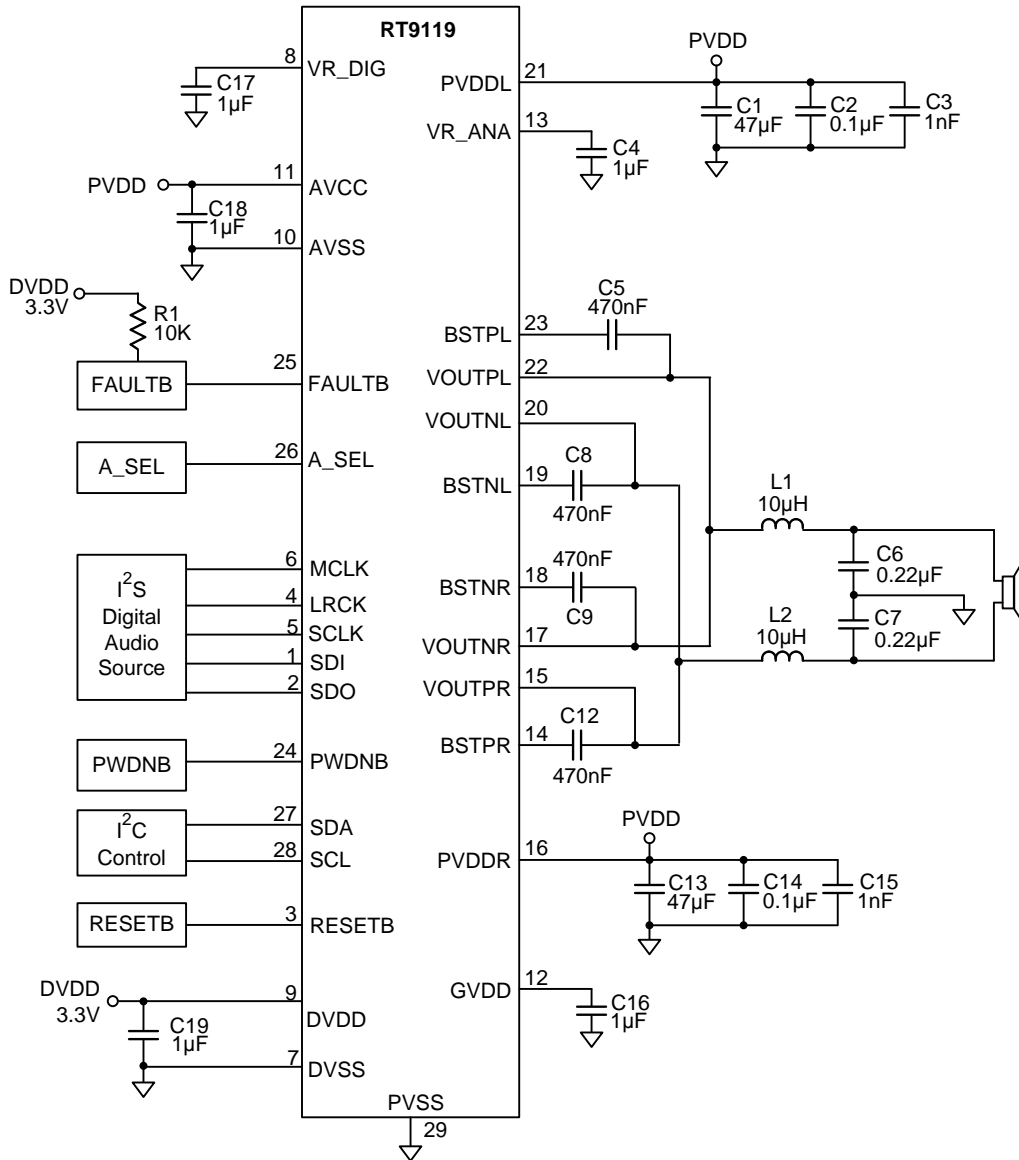 RT9119
8
VR_DIG
C17
1µF
PVDD
11
AVCC
C18
1µF
10
AVSS
DVDD
3.3V
R1
10K
FAULTB
25
FAULTB
A_SEL
26
A_SEL
I2S
Digital
Audio
Source
6
MCLK
4
LRCK
5
SCLK
1
SDI
2
SDO
PWDNB
24
PWDNB
I2C
Control
27
SDA
28
SCL
RESETB
3
RESETB
DVDD
3.3V
9
DVDD
C19
1µF
7
DVSS
PVSS
29
PVDD
PVDDL
21
C1
47µF
C2
0.1µF
C3
1nF
VR_ANA
13
C4
1µF
C5
470nF
BSTPL
23
VOUTPL
22
VOUTNL
20
BSTNL
19
C8
470nF
470nF
BSTNR
18
C9
VOUTNR
17
VOUTPR
15
BSTPR
14
C12
470nF
L1
10µH
C6
0.22µF
C7
0.22µF
L2
10µH
PVDD
PVDDR
16
C13
47µF
C14
0.1µF
C15
1nF
GVDD
12
C16
1µF